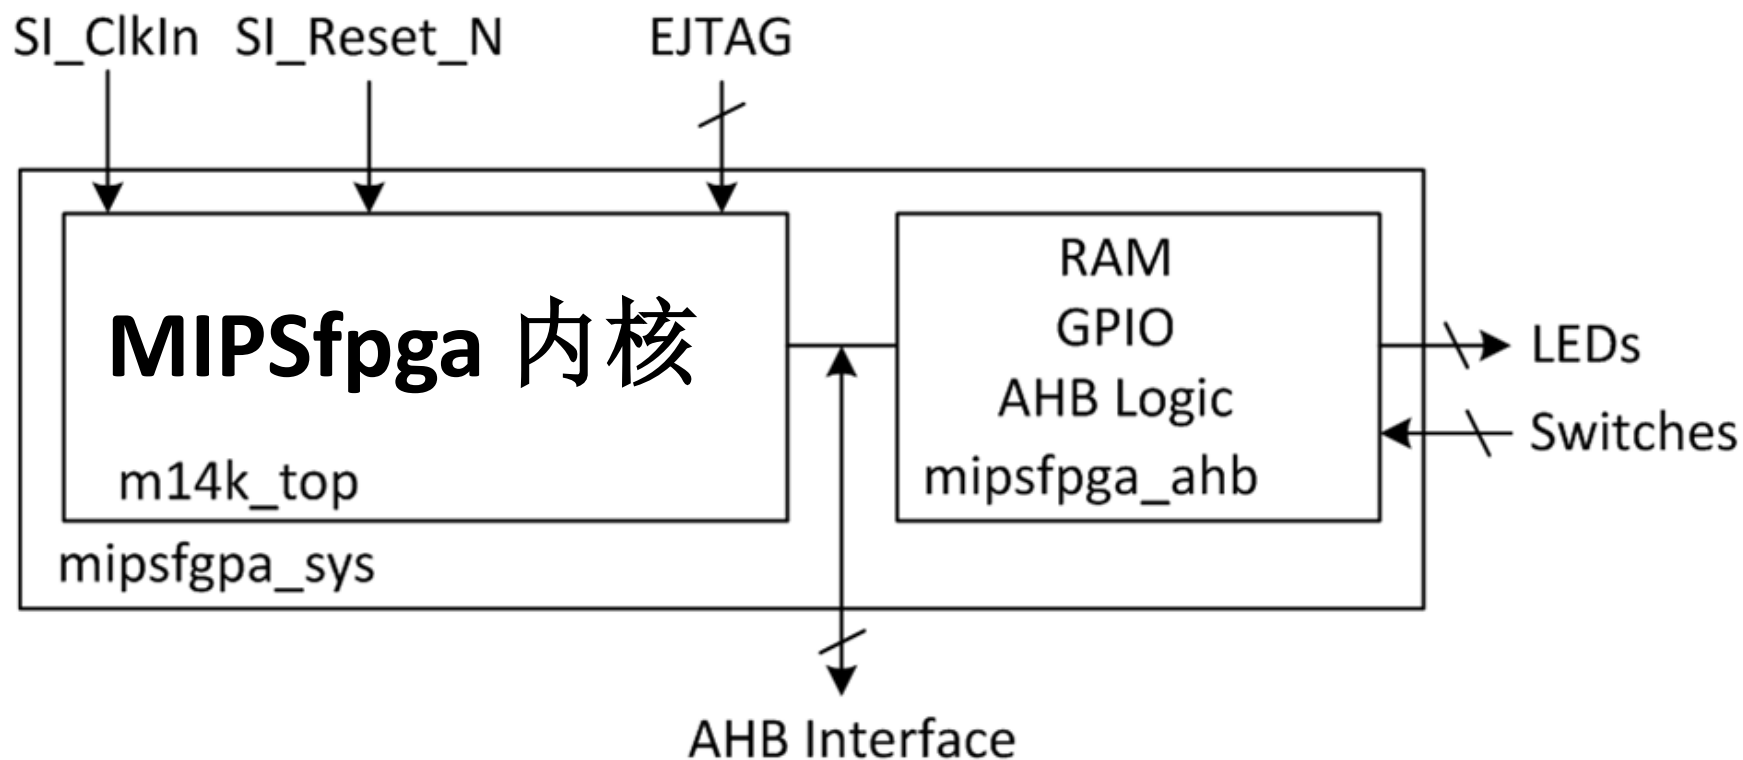 SI_ClkIn SI_Reset_N EJTAG
MIPSfpga 内核
m14k_top
mipsfgpa_sys
RAM
GPIO
AHB Logic
mipsfpga_ahb
LEDs
Switches
AHB Interface